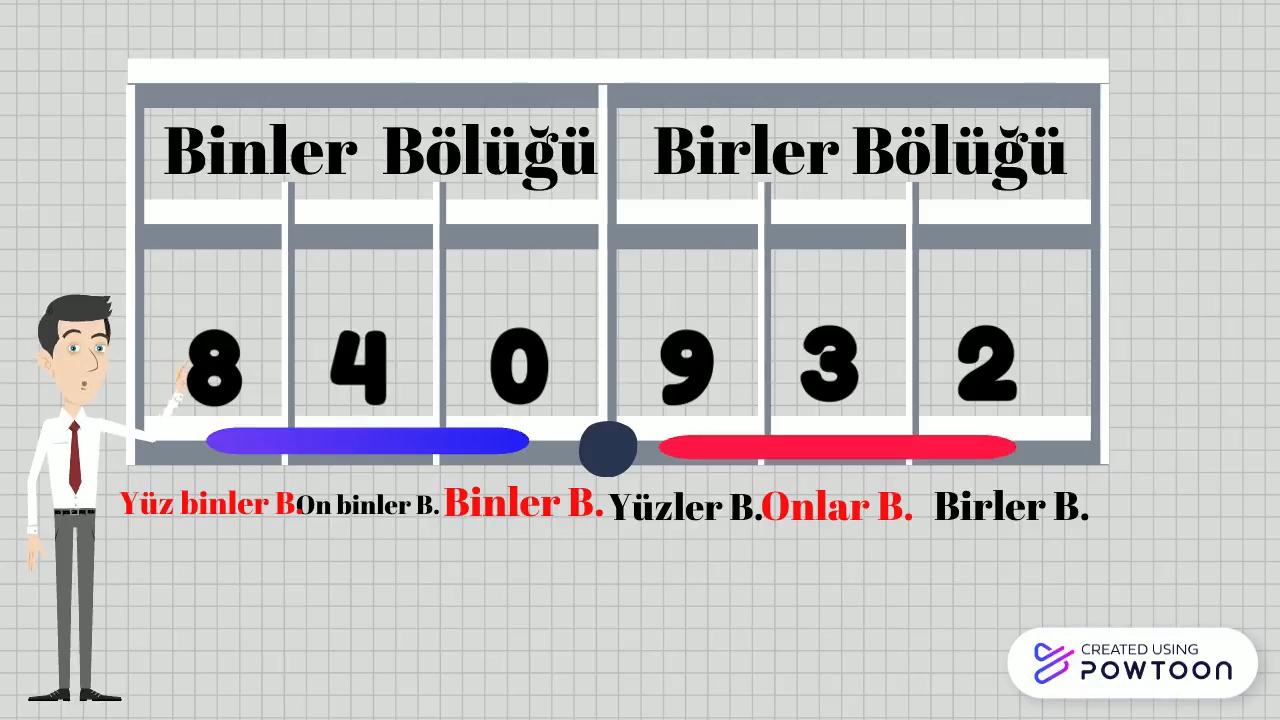 Binler Bölüğü Birler Bölüğü
8 4 0 9 3 2
Yüz binler B. On binler B. Binler B. Yüzler B. Onlar B. Birler B.
CREATED USING
POWTOON